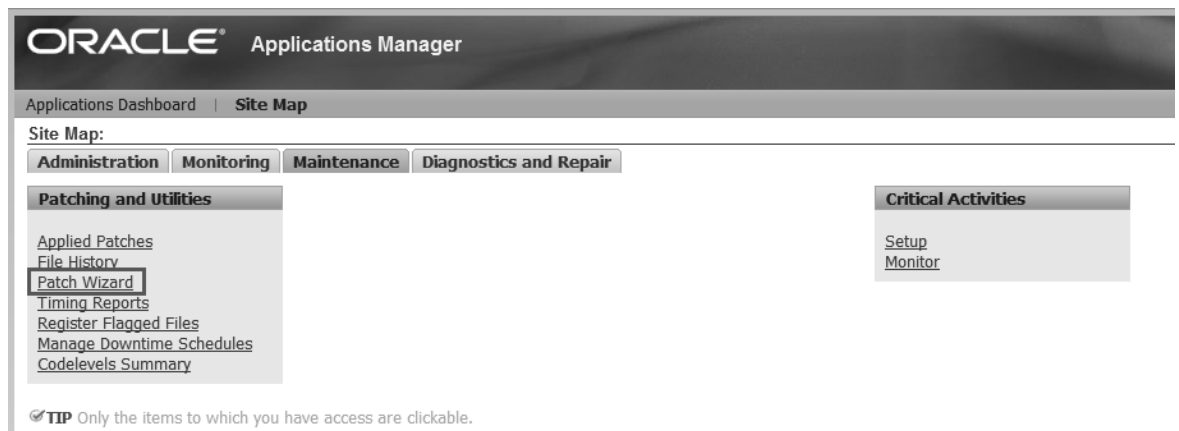 ORACLE® Applications Manager
Applications Dashboard | Site Map
Site Map:
Administration Monitoring Maintenance Diagnostics and Repair
Patching and Utilities
Applied Patches
File History
Patch Wizard
Timing Reports
Register Flagged Files
Manage Downtime Schedules
Codelevels Summary
Critical Activities
Setup
Monitor
TIP Only the items to which you have access are clickable.